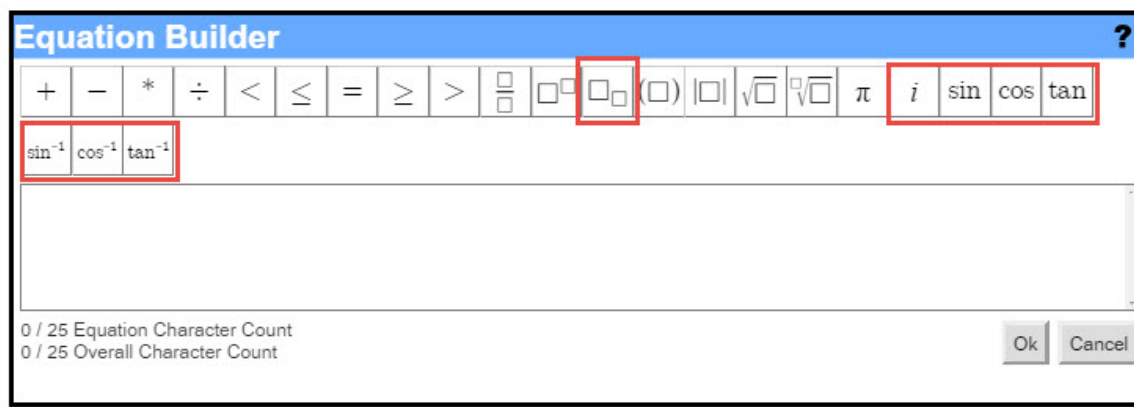 Equation Builder ?
+ − * ÷ < ≤ = ≥ > □/□ □^□ □_□ (□) |□| √□ □√□ π i sin cos tan
sin⁻¹ cos⁻¹ tan⁻¹
0 / 25 Equation Character Count
0 / 25 Overall Character Count
Ok Cancel